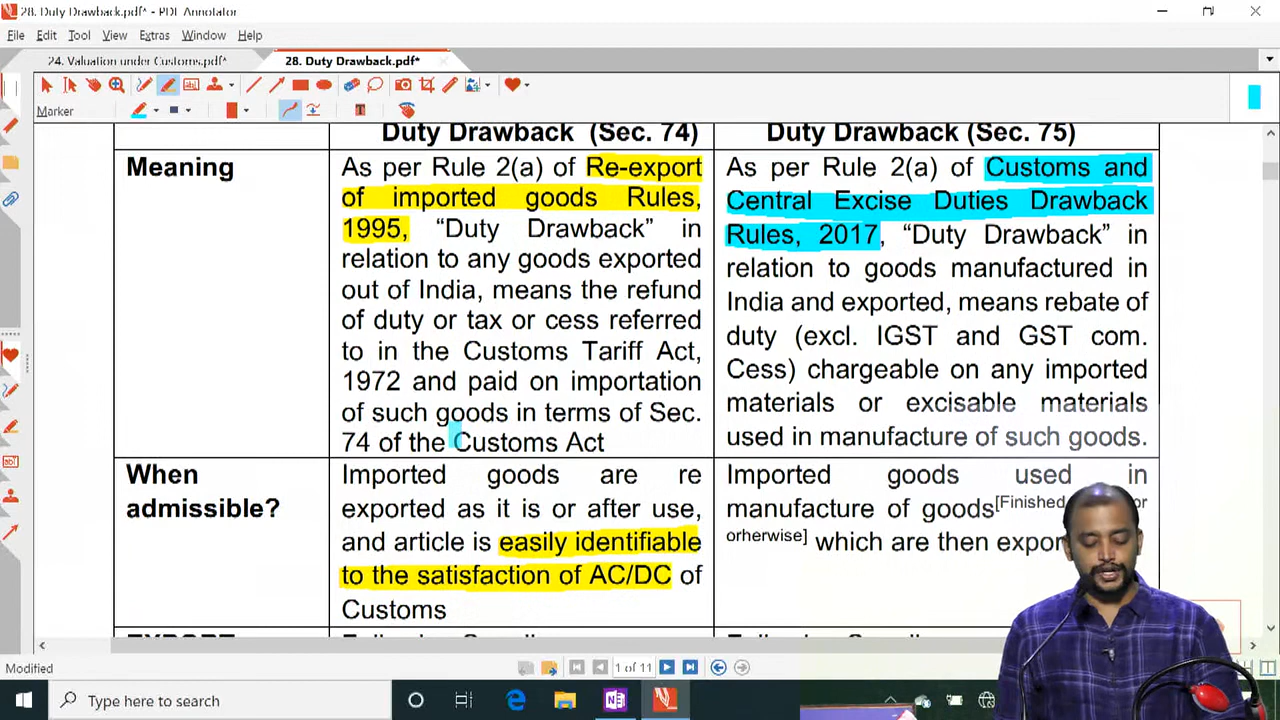 28. Duty Drawback.pdf* - PDF Annotator
File Edit Tool View Extras Window Help
24. Valuation under Customs.pdf*
28. Duty Drawback.pdf*
Marker
Duty Drawback (Sec. 74)
Duty Drawback (Sec. 75)
Meaning
As per Rule 2(a) of Re-export
of imported goods Rules,
1995, “Duty Drawback” in
relation to any goods exported
out of India, means the refund
of duty or tax or cess referred
to in the Customs Tariff Act,
1972 and paid on importation
of such goods in terms of Sec.
74 of the Customs Act
As per Rule 2(a) of Customs and
Central Excise Duties Drawback
Rules, 2017, “Duty Drawback” in
relation to goods manufactured in
India and exported, means rebate of
duty (excl. IGST and GST com.
Cess) chargeable on any imported
materials or excisable materials
used in manufacture of such goods.
When
admissible?
Imported goods are re
exported as it is or after use,
and article is easily identifiable
to the satisfaction of AC/DC of
Customs
Imported goods used in
manufacture of goods[Finished or
orherwise] which are then
Modified
1 of 11
Type here to search